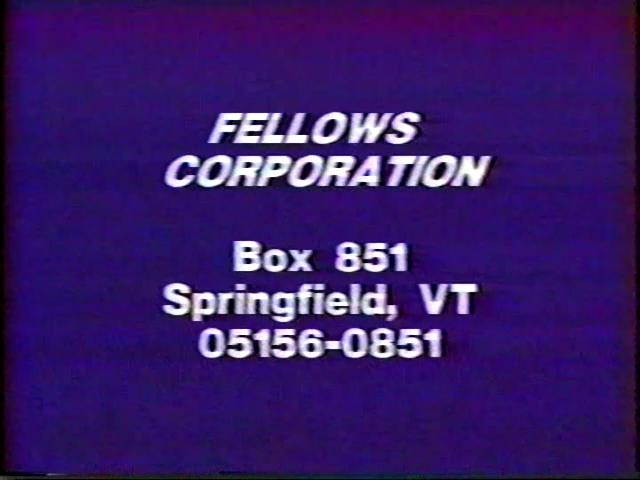 FELLOWS
CORPORATION
Box 851
Springfield, VT
05156-0851